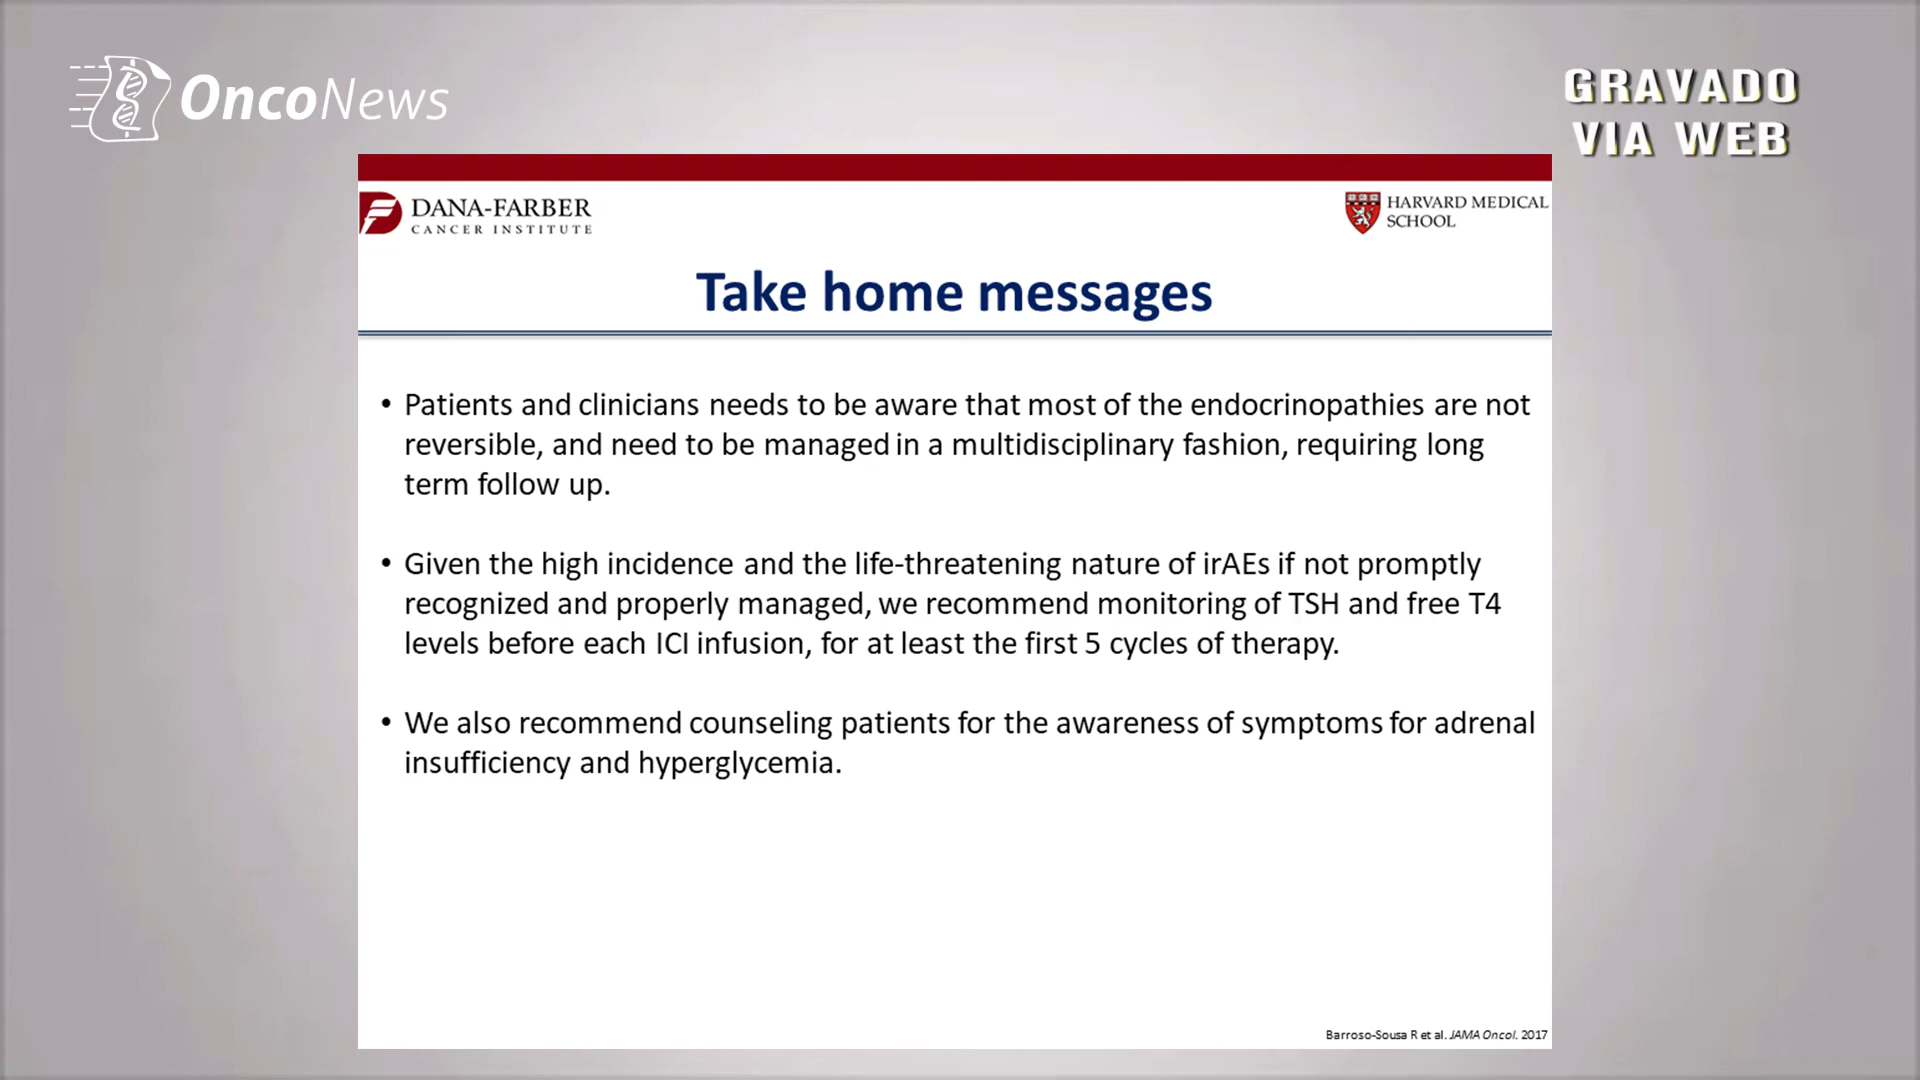 OncoNews
GRAVADO
VIA WEB
DANA-FARBER
CANCER INSTITUTE
HARVARD MEDICAL
SCHOOL
Take home messages
• Patients and clinicians needs to be aware that most of the endocrinopathies are not
reversible, and need to be managed in a multidisciplinary fashion, requiring long
term follow up.
• Given the high incidence and the life-threatening nature of irAEs if not promptly
recognized and properly managed, we recommend monitoring of TSH and free T4
levels before each ICI infusion, for at least the first 5 cycles of therapy.
• We also recommend counseling patients for the awareness of symptoms for adrenal
insufficiency and hyperglycemia.
Barroso-Sousa R et al. JAMA Oncol. 2017